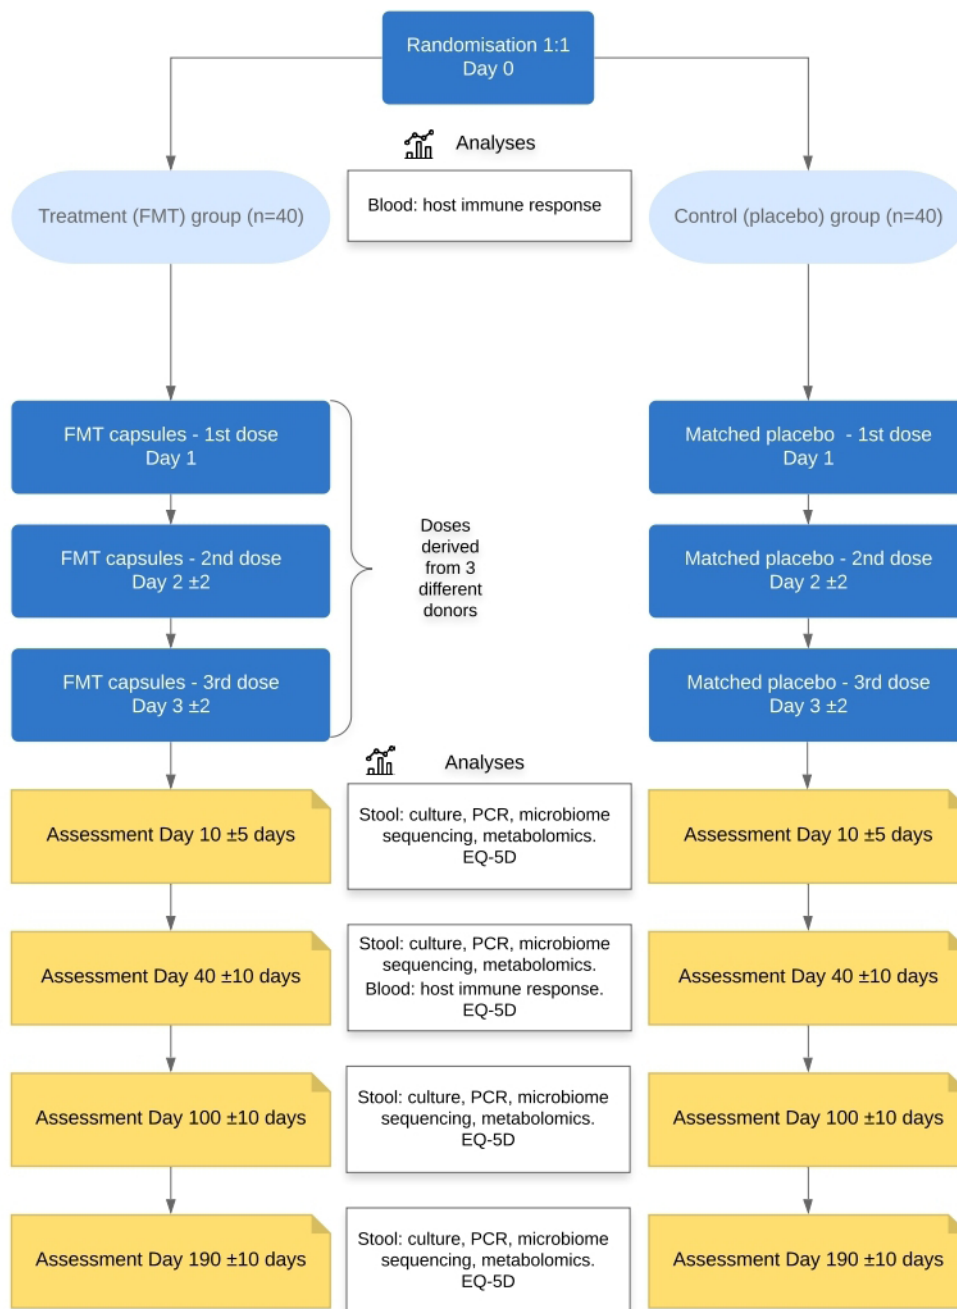 Randomisation 1:1
Day 0
Analyses
Treatment (FMT) group (n=40)
Blood: host immune response
Control (placebo) group (n=40)
FMT capsules - 1st dose
Day 1
Matched placebo - 1st dose
Day 1
FMT capsules - 2nd dose
Day 2 ±2
Doses
derived
from 3
different
donors
Matched placebo - 2nd dose
Day 2 ±2
FMT capsules - 3rd dose
Day 3 ±2
Matched placebo - 3rd dose
Day 3 ±2
Analyses
Assessment Day 10 ±5 days
Stool: culture, PCR, microbiome
sequencing, metabolomics.
EQ-5D
Assessment Day 10 ±5 days
Assessment Day 40 ±10 days
Stool: culture, PCR, microbiome
sequencing, metabolomics.
Blood: host immune response.
EQ-5D
Assessment Day 40 ±10 days
Assessment Day 100 ±10 days
Stool: culture, PCR, microbiome
sequencing, metabolomics.
EQ-5D
Assessment Day 100 ±10 days
Assessment Day 190 ±10 days
Stool: culture, PCR, microbiome
sequencing, metabolomics.
EQ-5D
Assessment Day 190 ±10 days